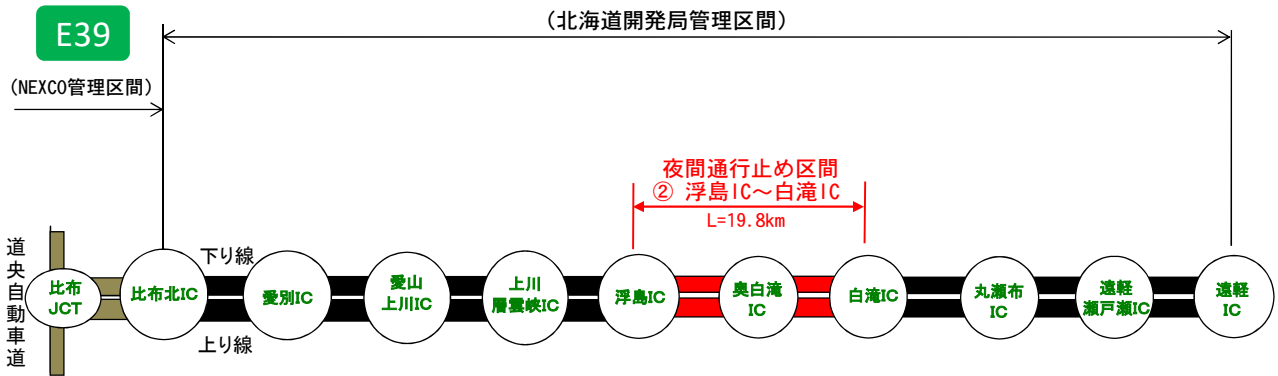 E39
（北海道開発局管理区間）
（NEXCO管理区間）
夜間通行止め区間
② 浮島IC～白滝IC
L=19.8km
道央自動車道
下り線
比布
JCT
比布北IC
愛別IC
愛山
上川IC
上川
層雲峡IC
浮島IC
奥白滝
IC
白滝IC
丸瀬布
IC
遠軽
瀬戸瀬IC
遠軽
IC
上り線